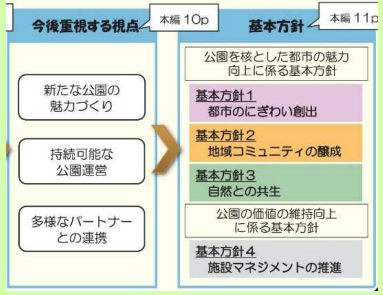 今後重視する視点
本編 10p
新たな公園の
魅力づくり
持続可能な
公園運営
多様なパートナー
との連携
基本方針
本編 11p
公園を核とした都市の魅力
向上に係る基本方針
基本方針1
都市のにぎわい創出
基本方針2
地域コミュニティの醸成
基本方針3
自然との共生
公園の価値の維持向上
に係る基本方針
基本方針4
施設マネジメントの推進